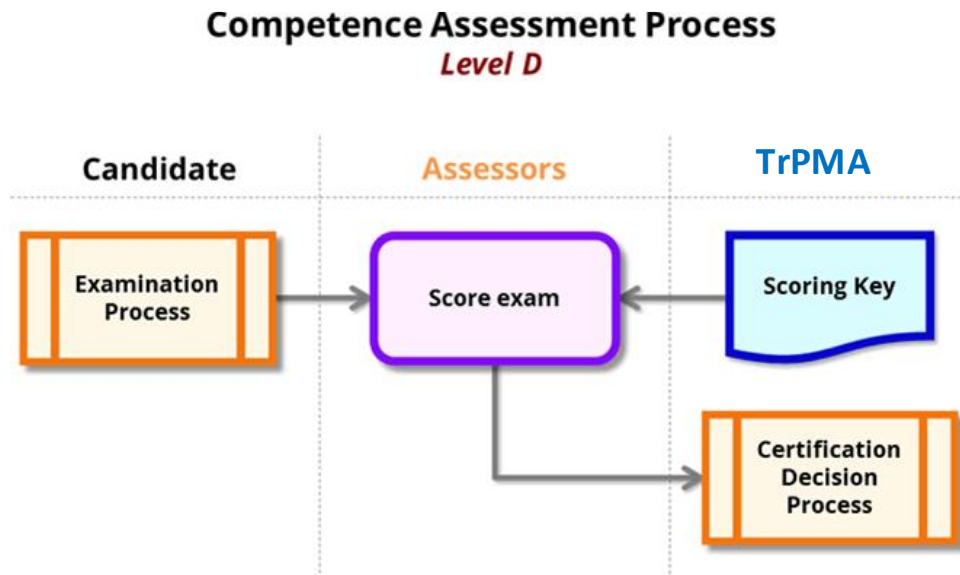 Competence Assessment Process
Level D
Candidate
Assessors
TrPMA
Examination
Process
Score exam
Scoring Key
Certification
Decision
Process